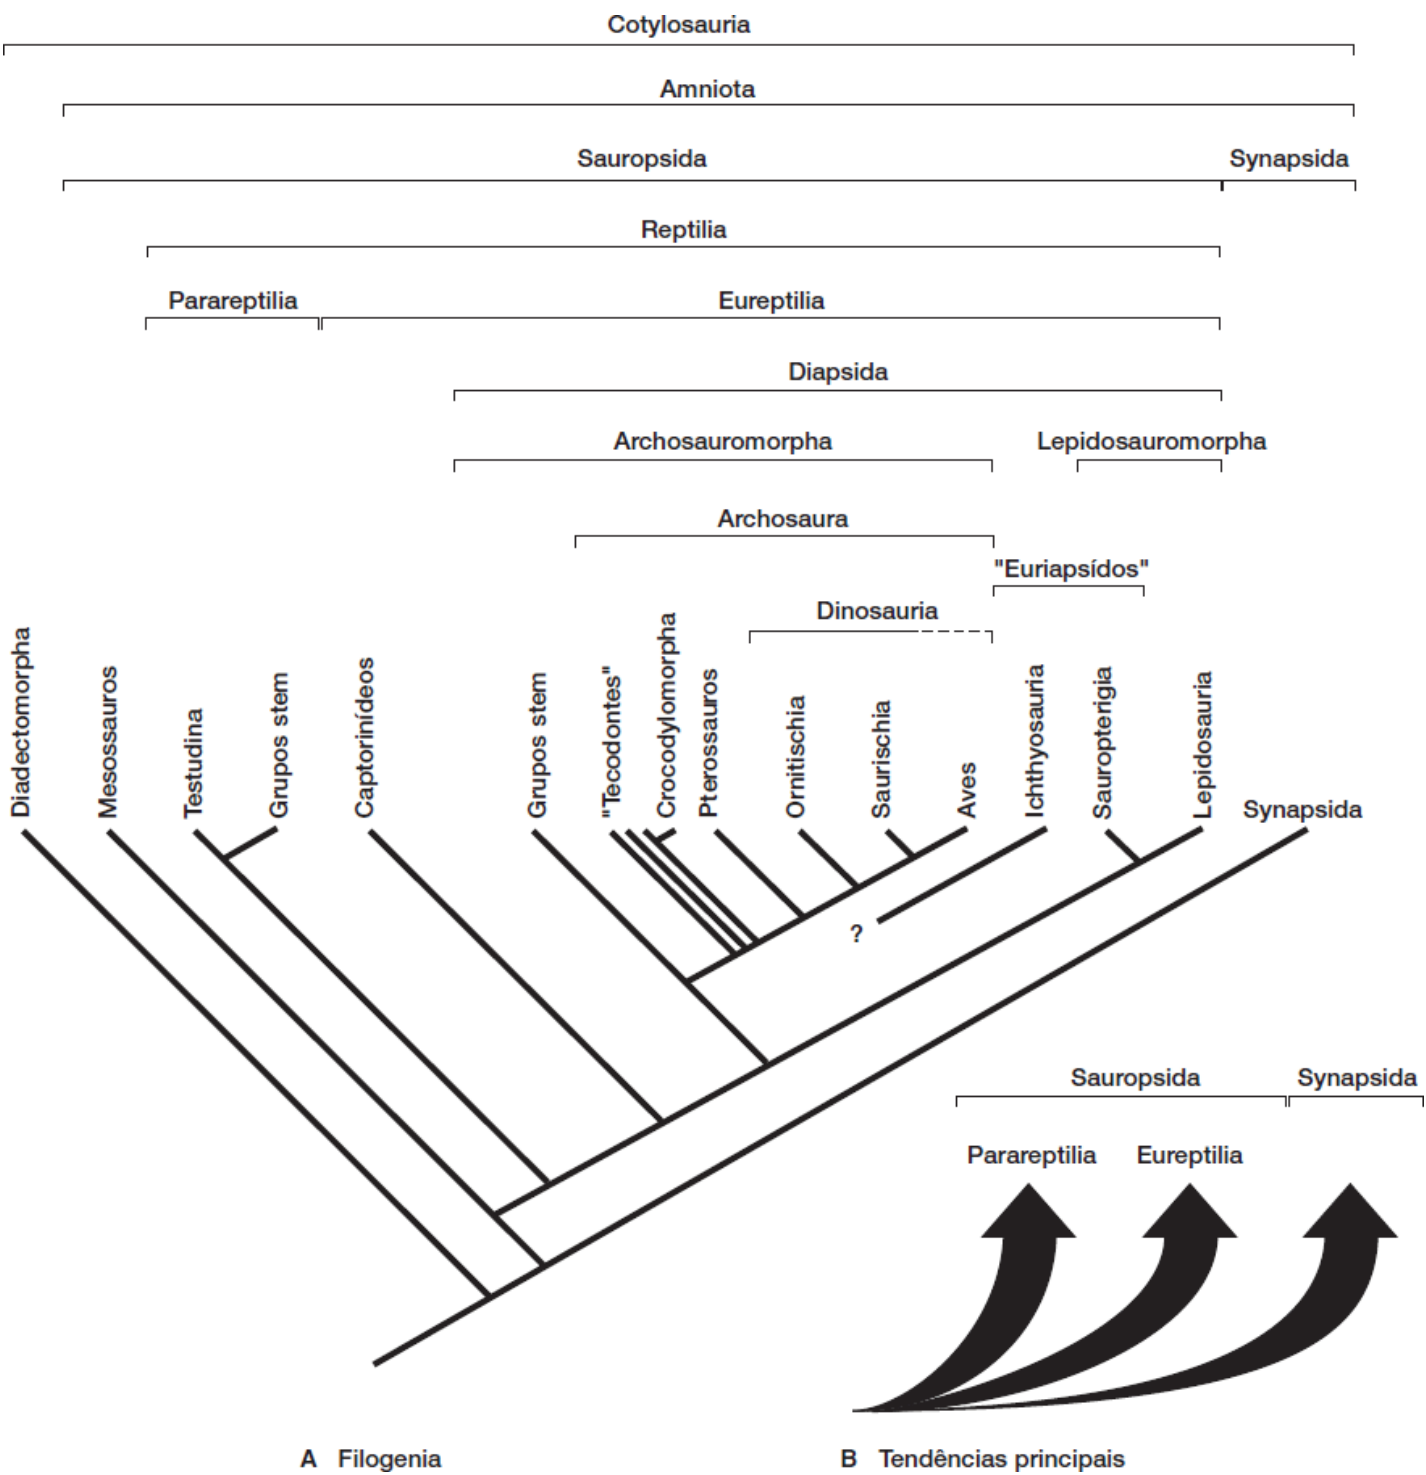 Cotylosauria
Amniota
Sauropsida
Synapsida
Reptilia
Parareptilia
Eureptilia
Diapsida
Archosauromorpha
Lepidosauromorpha
Archosaura
"Euriapsídos"
Dinosauria
Diadectomorpha
Mesossauros
Testudina
Grupos stem
Captorinídeos
Grupos stem
"Tecodontes"
Crocodylomorpha
Pterossauros
Ornitischia
Saurischia
Aves
Ichthyosauria
Sauropterigia
Lepidosauria
Synapsida
?
Sauropsida
Synapsida
Parareptilia
Eureptilia
A Filogenia
B Tendências principais